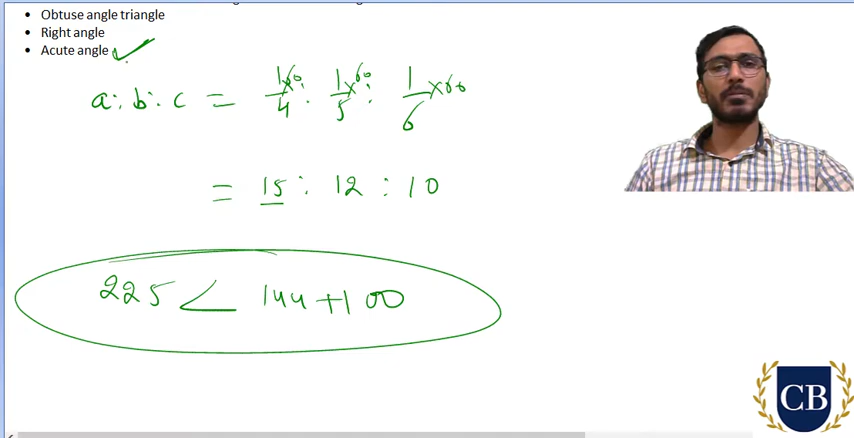 • Obtuse angle triangle
• Right angle
• Acute angle
a : b : c = 1/4 × 60 : 1/5 × 60 : 1/6 × 60
= 15 : 12 : 10
225 < 144 + 100
CB